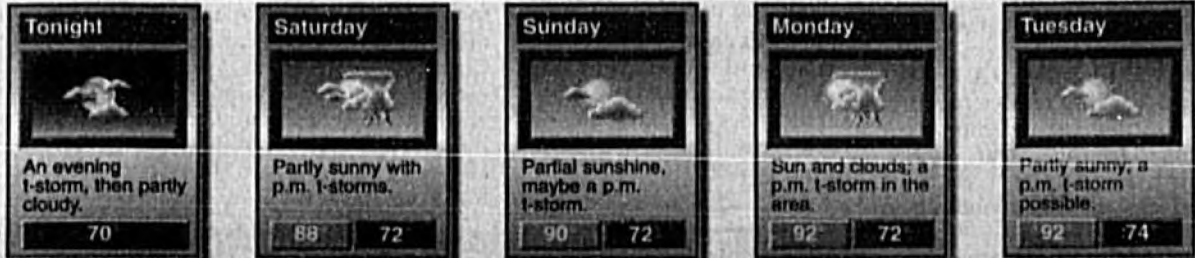 Tonight
An evening
t-storm, then partly
cloudy.
70
Saturday
Partly sunny with
p.m. t-storms.
88 72
Sunday
Partial sunshine,
maybe a p.m.
t-storm.
90 72
Monday
Sun and clouds; a
p.m. t-storm in the
area.
92 72
Tuesday
Partly sunny; a
p.m. t-storm
possible.
92 74